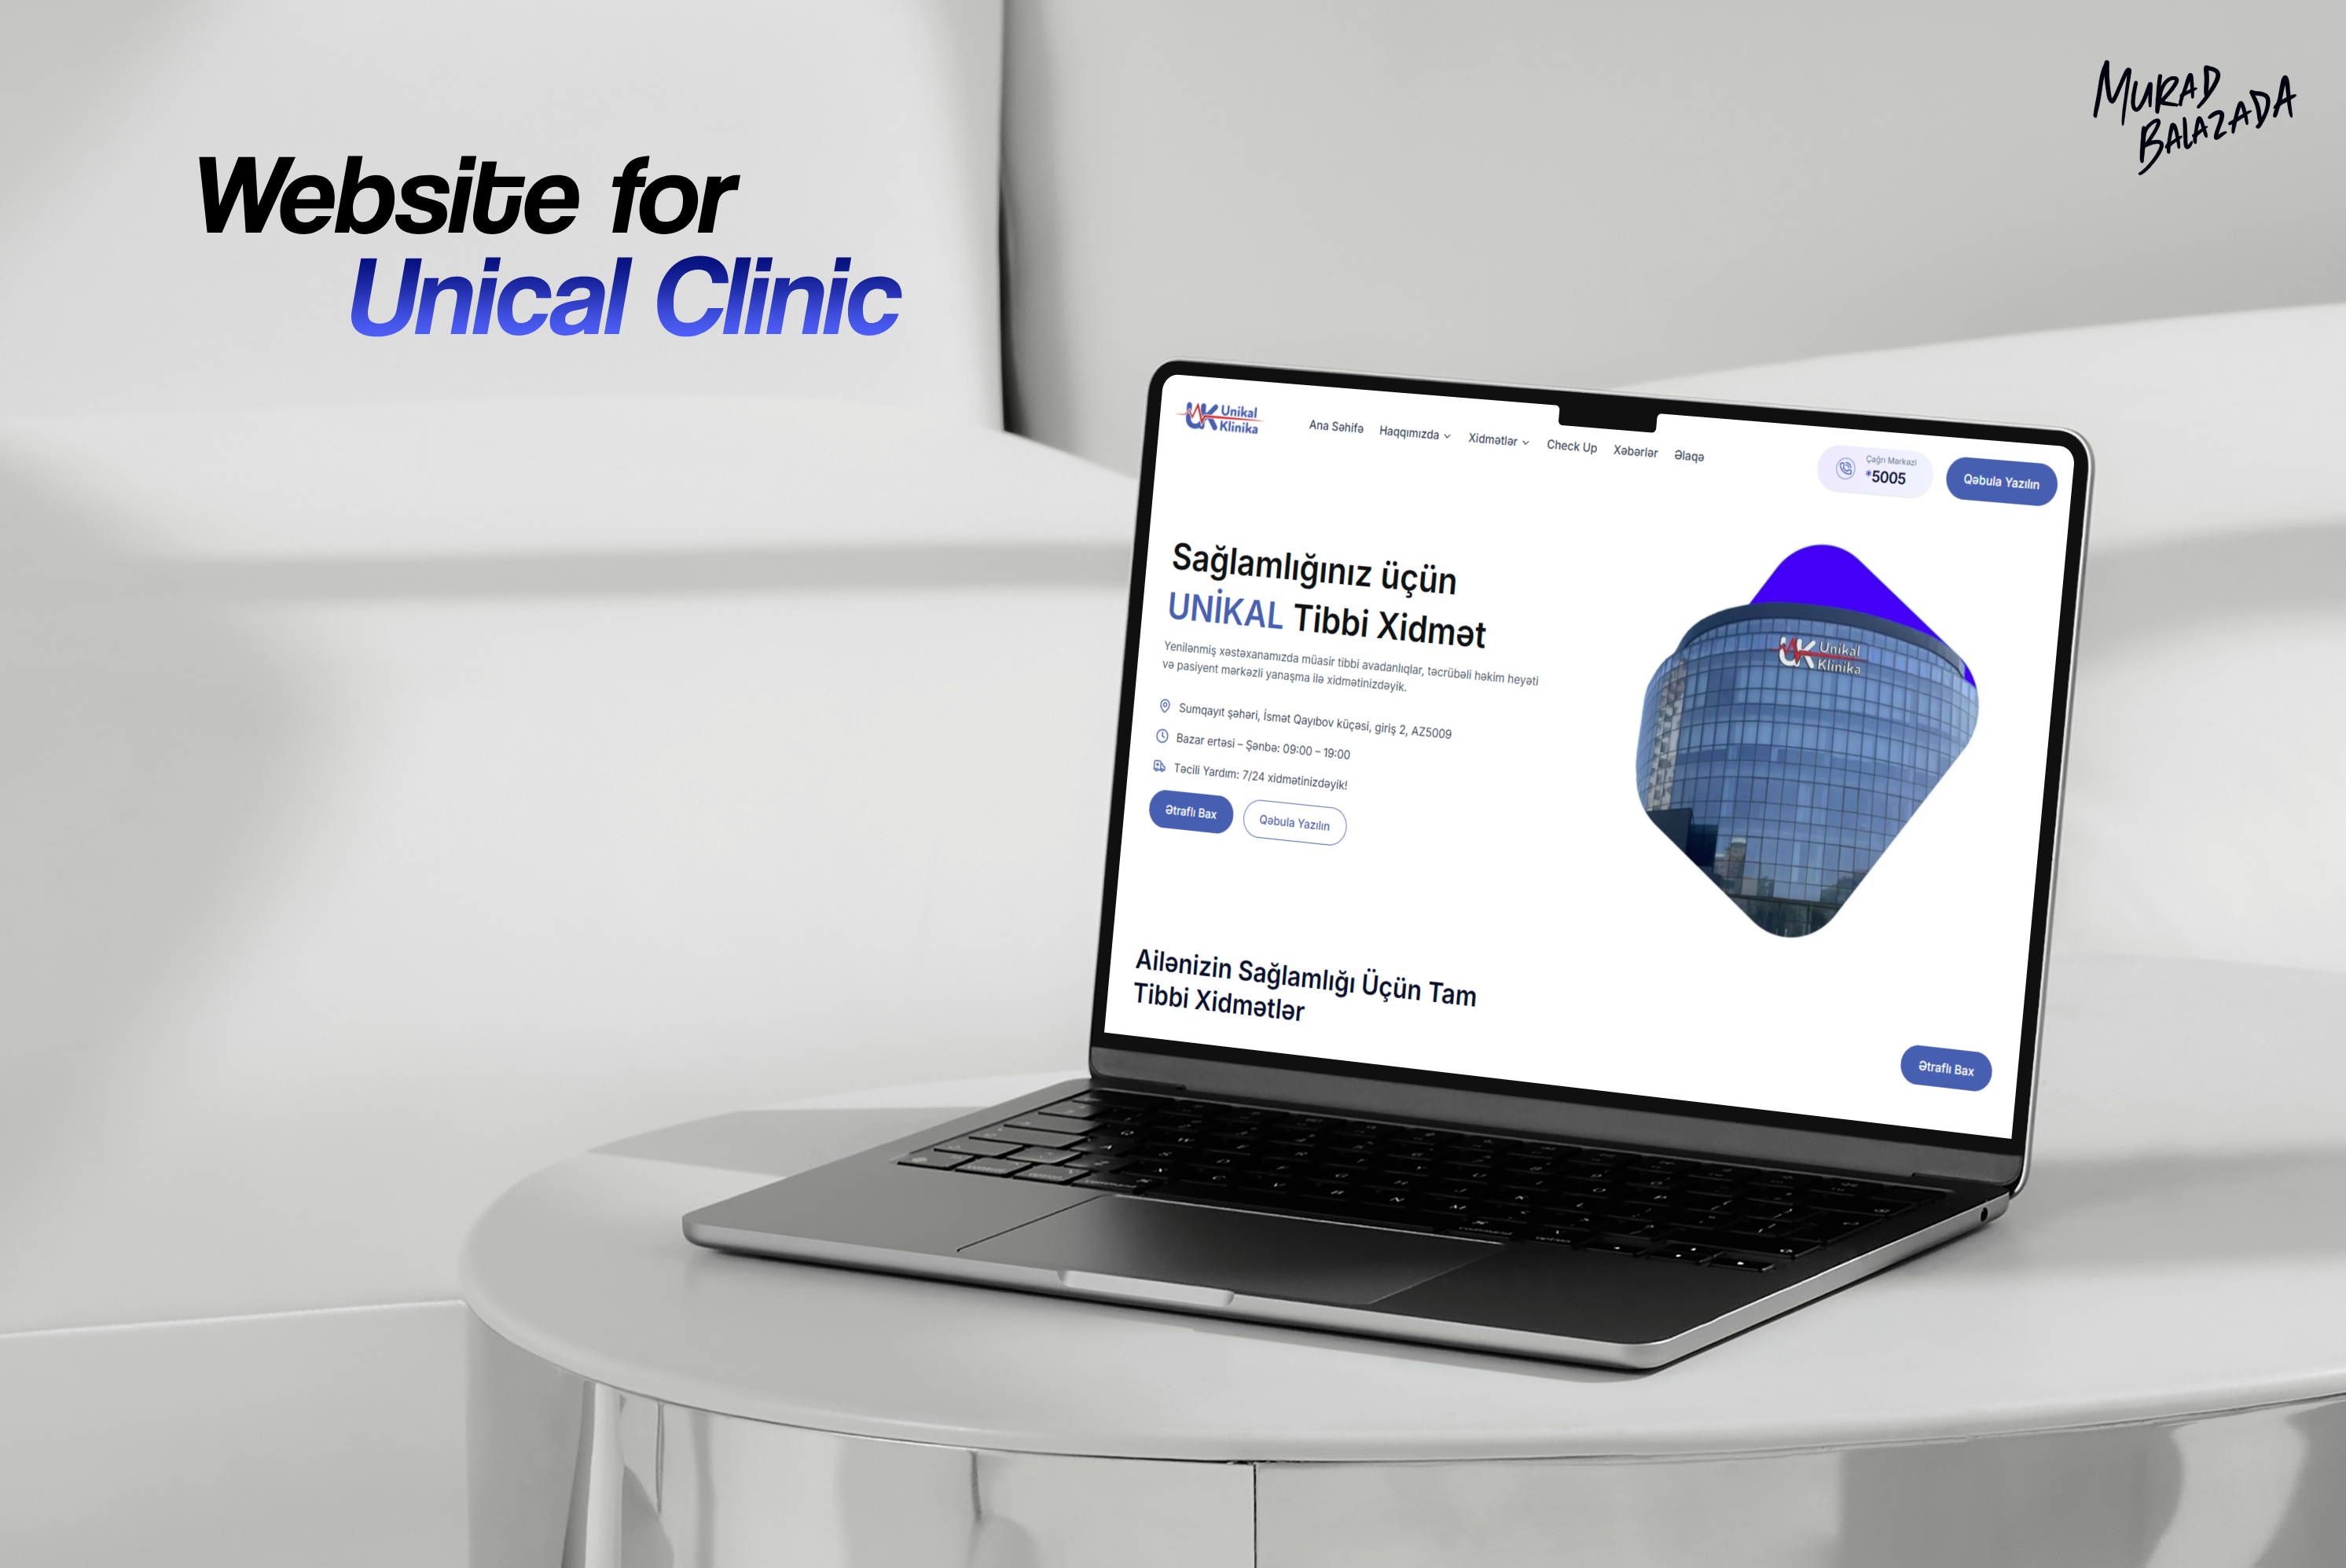 Website for
Unical Clinic
MURAD
BALAZADA
Unikal
Klinika
Ana Səhifə
Haqqımızda
Xidmətlər
Check Up
Xəbərlər
Əlaqə
Çağrı Mərkəzi
*5005
Qəbula Yazılın
Sağlamlığınız üçün
UNİKAL Tibbi Xidmət
Yenilənmiş xəstəxanamızda müasir tibbi avadanlıqlar, təcrübəli həkim heyəti
və pasiyent mərkəzli yanaşma ilə xidmətinizdəyik.
Sumqayıt şəhəri, İsmət Qayıbov küçəsi, giriş 2, AZ5009
Bazar ertəsi – Şənbə: 09:00 – 19:00
Təcili Yardım: 7/24 xidmətinizdəyik!
Ətraflı Bax
Qəbula Yazılın
UK Unikal
Klinika
Ailənizin Sağlamlığı Üçün Tam
Tibbi Xidmətlər
Ətraflı Bax